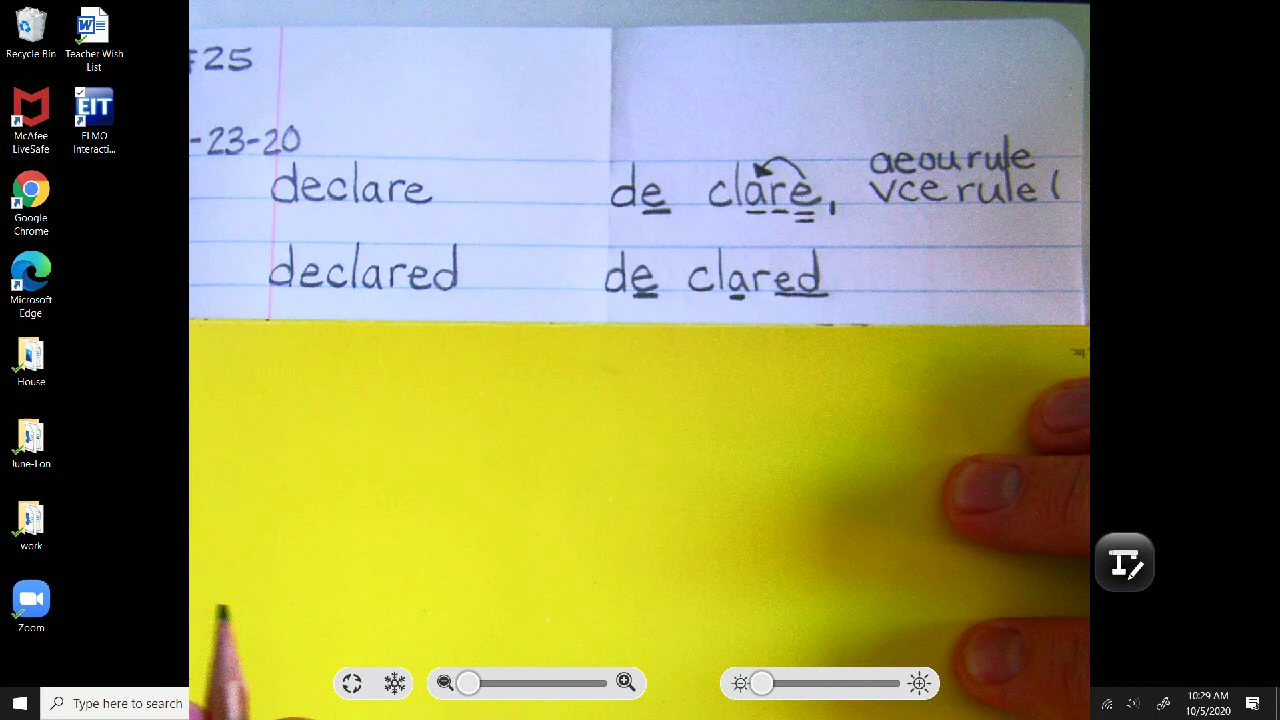 Recycle Bin
Teacher Wish List
McAfee LiveSafe
EIT
ELMO Interacti...
Google Chrome
Microsoft Edge
House
June-Lon
work
Zoom
=25
-23-20
declare de clare, aeou rule
vce rule (
declared de clared
Inc.
Type here to search
10:29 AM
10/5/2020